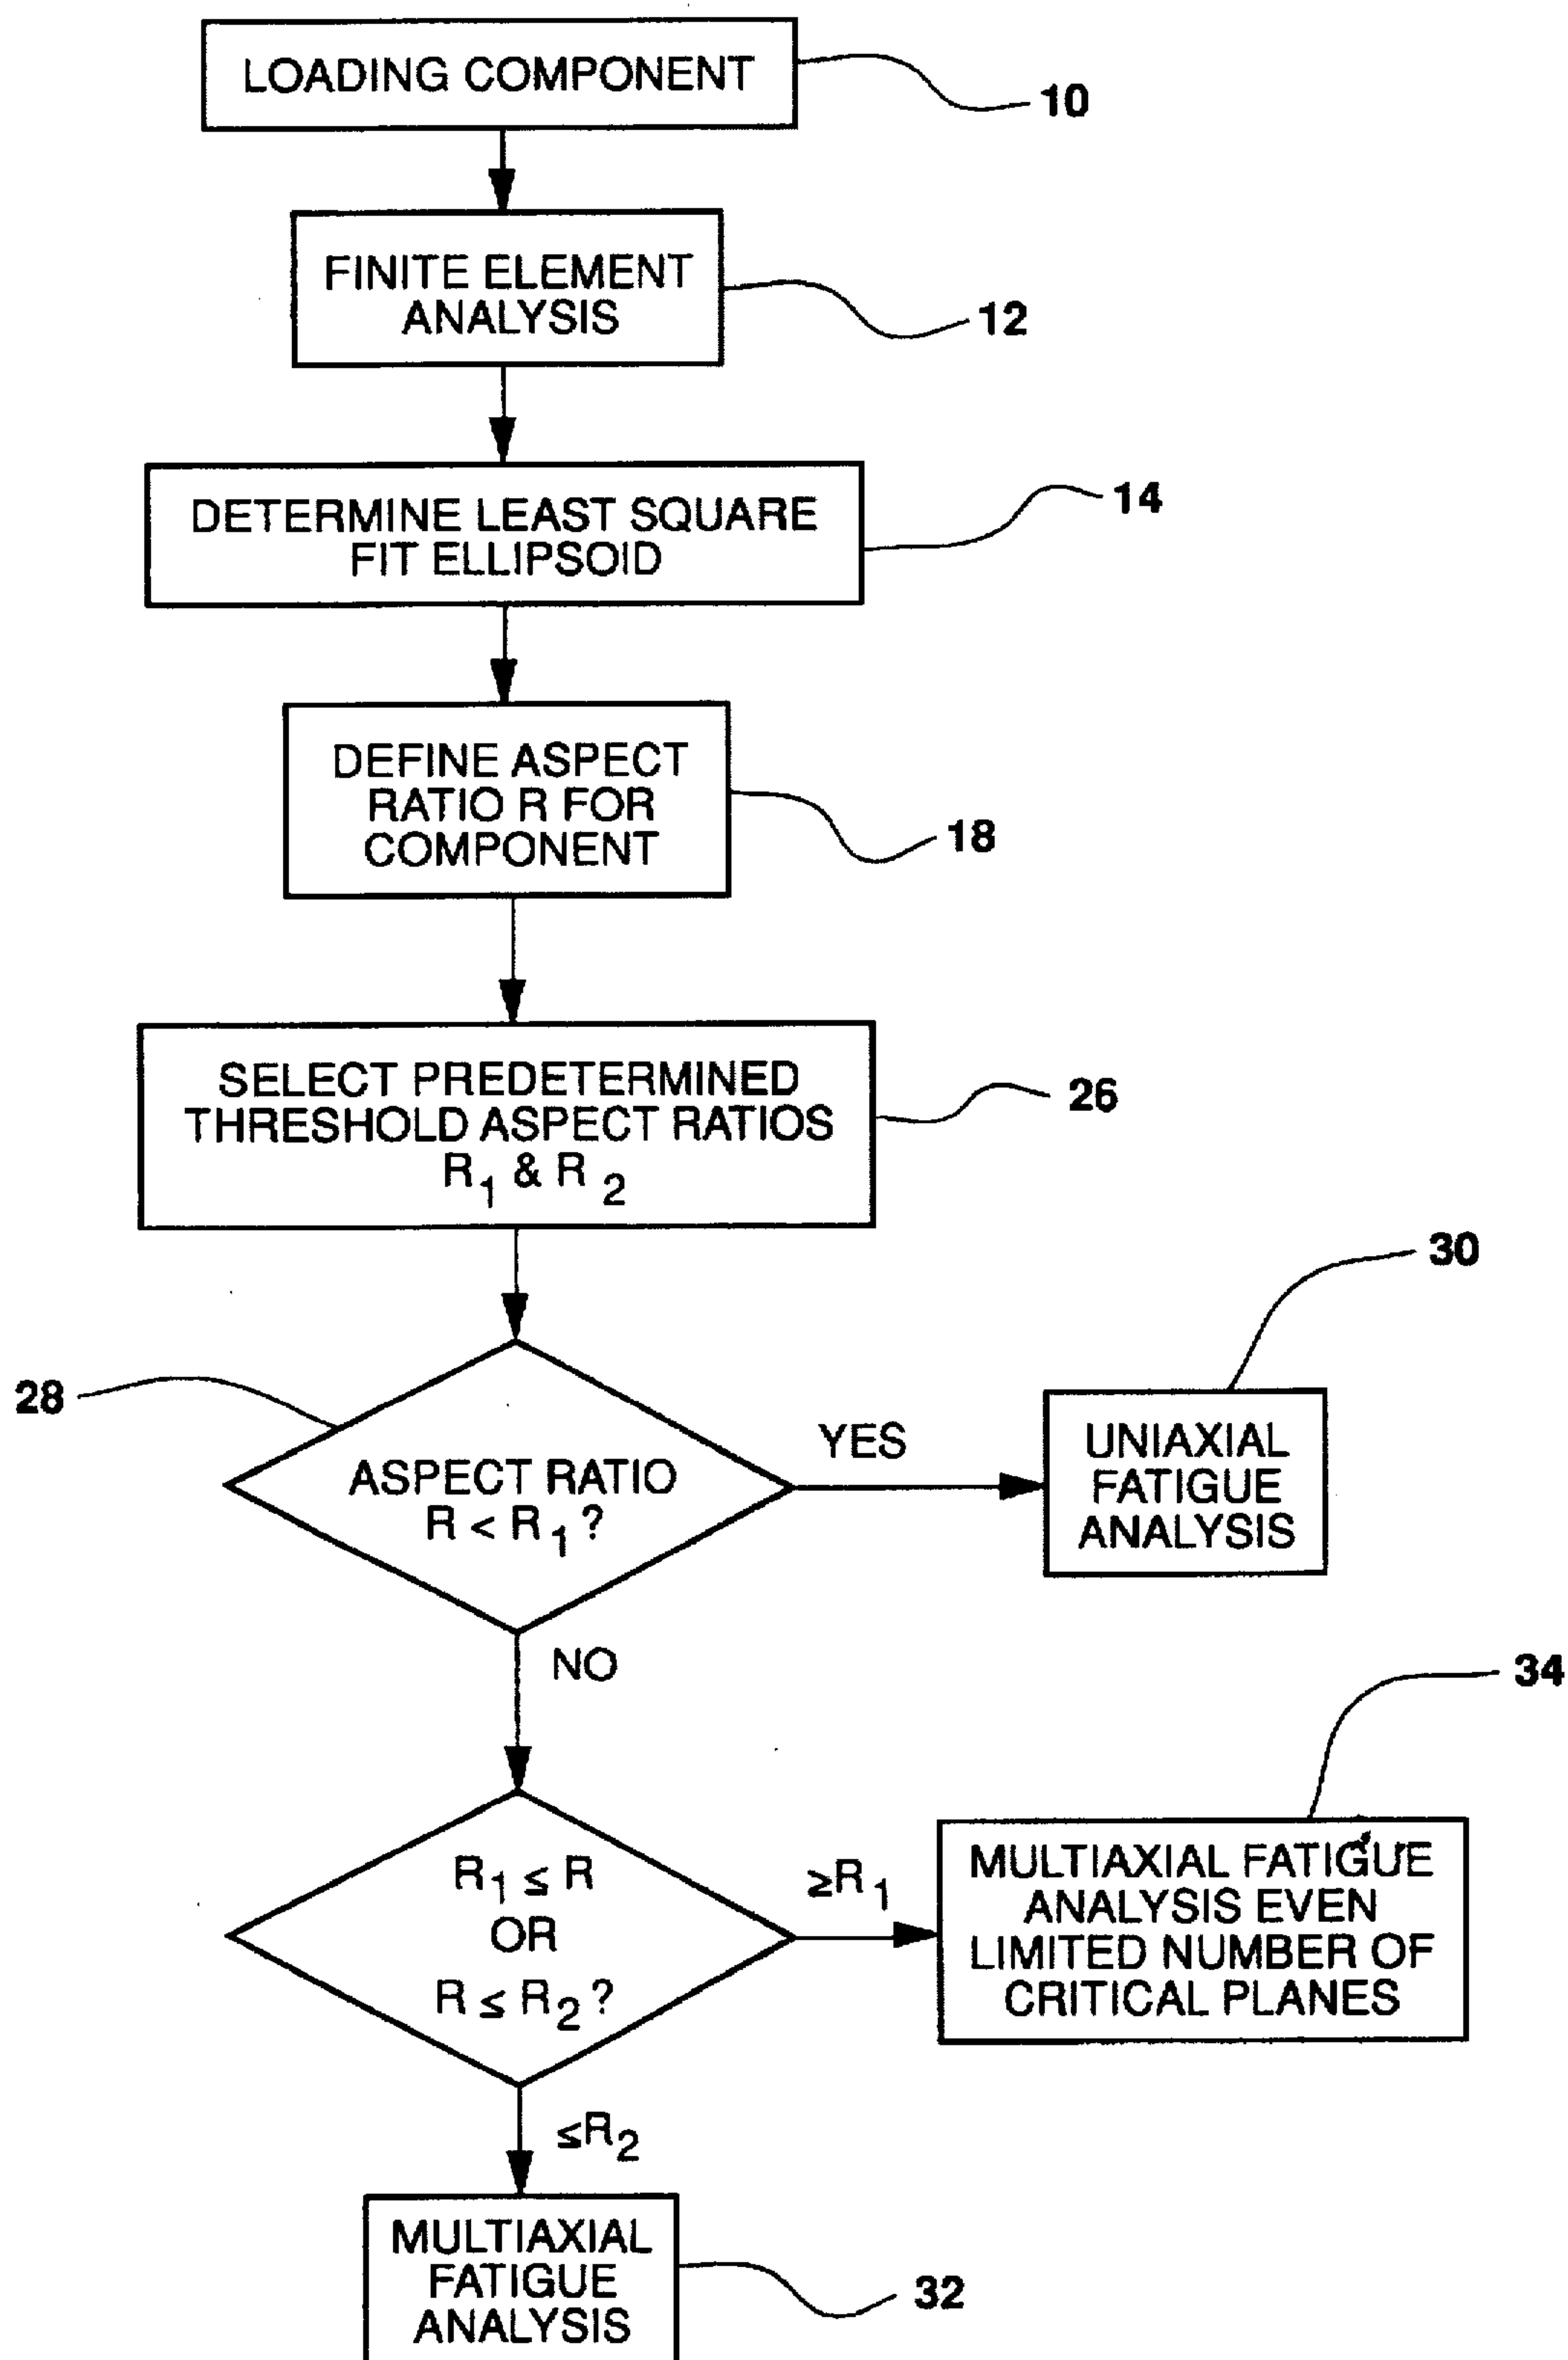 LOADING COMPONENT
10
FINITE ELEMENT
ANALYSIS
12
DETERMINE LEAST SQUARE
FIT ELLIPSOID
14
DEFINE ASPECT
RATIO R FOR
COMPONENT
18
SELECT PREDETERMINED
THRESHOLD ASPECT RATIOS
R1 & R2
26
28
ASPECT RATIO
R < R1 ?
YES
30
UNIAXIAL
FATIGUE
ANALYSIS
NO
R1 ≤ R
OR
R ≤ R2 ?
≥R1
34
MULTIAXIAL FATIGUE
ANALYSIS EVEN
LIMITED NUMBER OF
CRITICAL PLANES
≤R2
MULTIAXIAL
FATIGUE
ANALYSIS
32